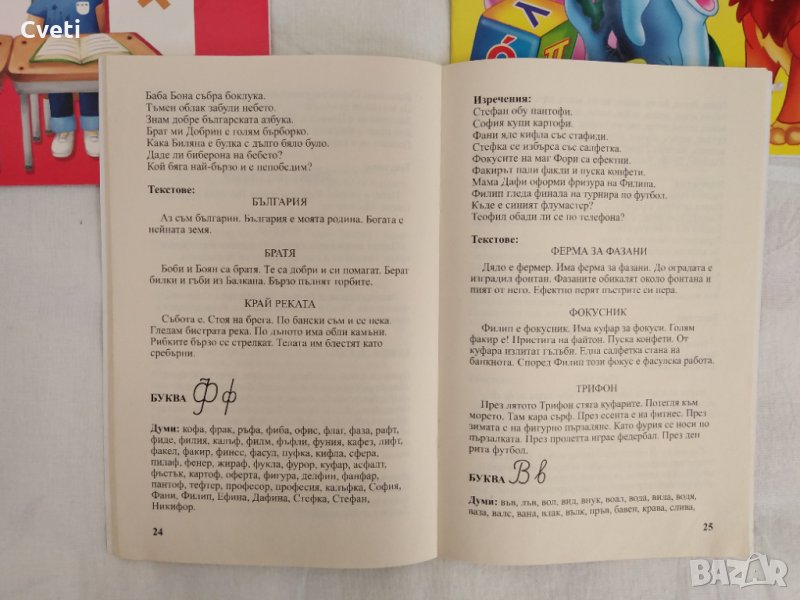 Cveti
Баба Бона събра боклука.
Тъмен облак забули небето.
Знам добре българската азбука.
Брат ми Добрин е голям бърборко.
Кака Биляна е булка с дълго бяло було.
Даде ли биберона на бебето?
Кой бяга най-бързо и е непобедим?
Текстове:
БЪЛГАРИЯ
Аз съм българин. България е моята родина. Богата е
нейната земя.
БРАТЯ
Боби и Боян са братя. Те са добри и си помагат. Берат
билки и гъби из Балкана. Бързо пълнят торбите.
КРАЙ РЕКАТА
Събота е. Стоя на брега. По бански съм и се пека.
Гледам бистрата река. По дъното има обли камъни.
Рибките бързо се стрелкат. Телата им блестят като
сребърни.
БУКВА Ф ф
Думи: кофа, фрак, ръфа, фиба, офис, флаг, фаза, рафт,
фиде, филия, калъф, филм, фъфли, фуния, кафез, лифт,
факел, факир, финес, фасул, пуфка, кифла, сфера,
пилаф, фенер, жираф, фукла, фурор, куфар, асфалт,
фъстък, картоф, оферта, фигура, делфин, фанфар,
пантоф, тефтер, професор, професия, калъфка, София,
Фани, Филип, Ефина, Дафина, Стефка, Стефан,
Никифор.
24
Изречения:
Стефан обу пантофи.
София купи картофи.
Фани яде кифла със стафиди.
Стефка се избърса със салфетка.
Фокусите на маг Фори са ефектни.
Факирът пали факли и пуска конфети.
Мама Дафи оформи фризура на Филипа.
Филип гледа финала на турнира по футбол.
Къде е синият флумастер?
Теофил обади ли се по телефона?
Текстове:
ФЕРМА ЗА ФАЗАНИ
Дядо е фермер. Има ферма за фазани. До оградата е
изградил фонтан. Фазаните обикалят около фонтана и
пият от него. Ефектно перят пъстрите си пера.
ФОКУСНИК
Филип е фокусник. Има куфар за фокуси. Голям
факир е! Пристига на файтон. Пуска конфети. От
куфара излитат гълъби. Една салфетка стана на
банкнота. Според Филип този фокус е фасулска работа.
ТРИФОН
През лятото Трифон стяга куфарите. Потегля към
морето. Там кара сърф. През есента е на фитнес. През
зимата е на фигурно пързаляне. Като фурия се носи по
пързалката. През пролетта играе федербал. През ден
рита футбол.
БУКВА В в
Думи: във, лъв, вол, вид, внук, воал, вода, вила, водя,
ваза, валс, вана, влак, вълк, пръв, бавен, крава, слива,
25
BAZAR